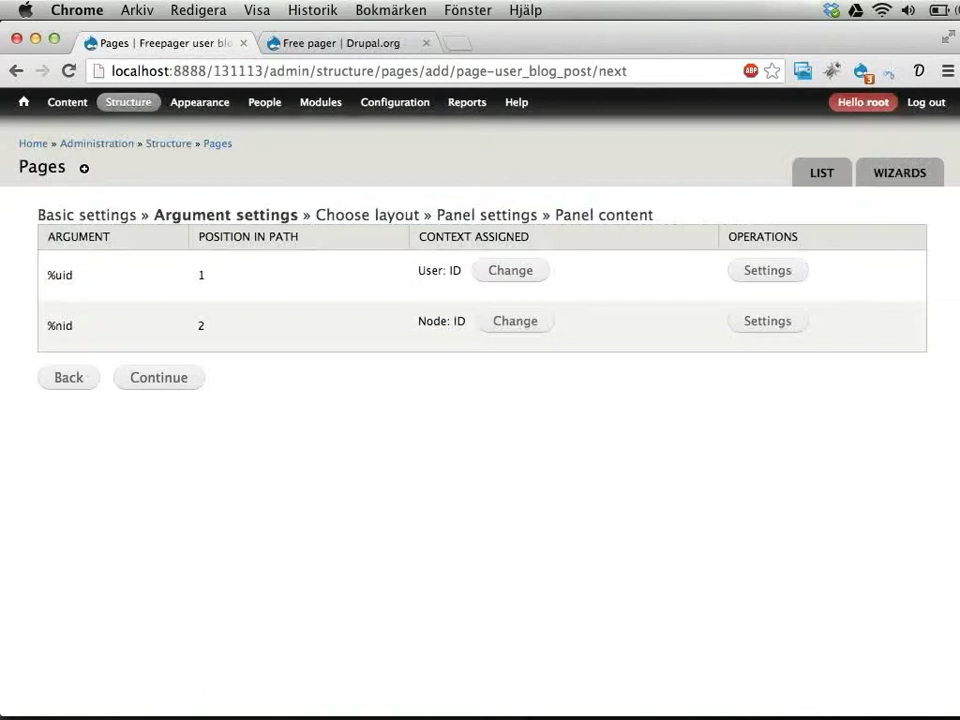 Chrome Arkiv Redigera Visa Historik Bokmärken Fönster Hjälp
Pages | Freepager user blo
Free pager | Drupal.org
localhost:8888/131113/admin/structure/pages/add/page-user_blog_post/next
ABP
3
D
Content Structure Appearance People Modules Configuration Reports Help
Hello root Log out
Home » Administration » Structure » Pages
Pages
LIST WIZARDS
Basic settings » Argument settings » Choose layout » Panel settings » Panel content
ARGUMENT POSITION IN PATH CONTEXT ASSIGNED OPERATIONS
%uid 1 User: ID Change Settings
%nid 2 Node: ID Change Settings
Back Continue